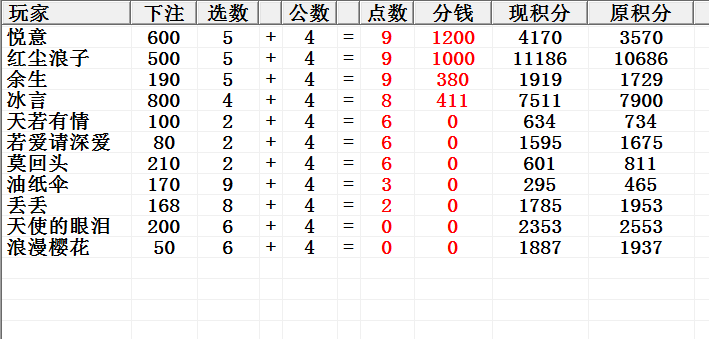 玩家 下注 选数 公数 点数 分钱 现积分 原积分
悦意 600 5 + 4 = 9 1200 4170 3570
红尘浪子 500 5 + 4 = 9 1000 11186 10686
余生 190 5 + 4 = 9 380 1919 1729
冰言 800 4 + 4 = 8 411 7511 7900
天若有情 100 2 + 4 = 6 0 634 734
若爱请深爱 80 2 + 4 = 6 0 1595 1675
莫回头 210 2 + 4 = 6 0 601 811
油纸伞 170 9 + 4 = 3 0 295 465
丢丢 168 8 + 4 = 2 0 1785 1953
天使的眼泪 200 6 + 4 = 0 0 2353 2553
浪漫樱花 50 6 + 4 = 0 0 1887 1937